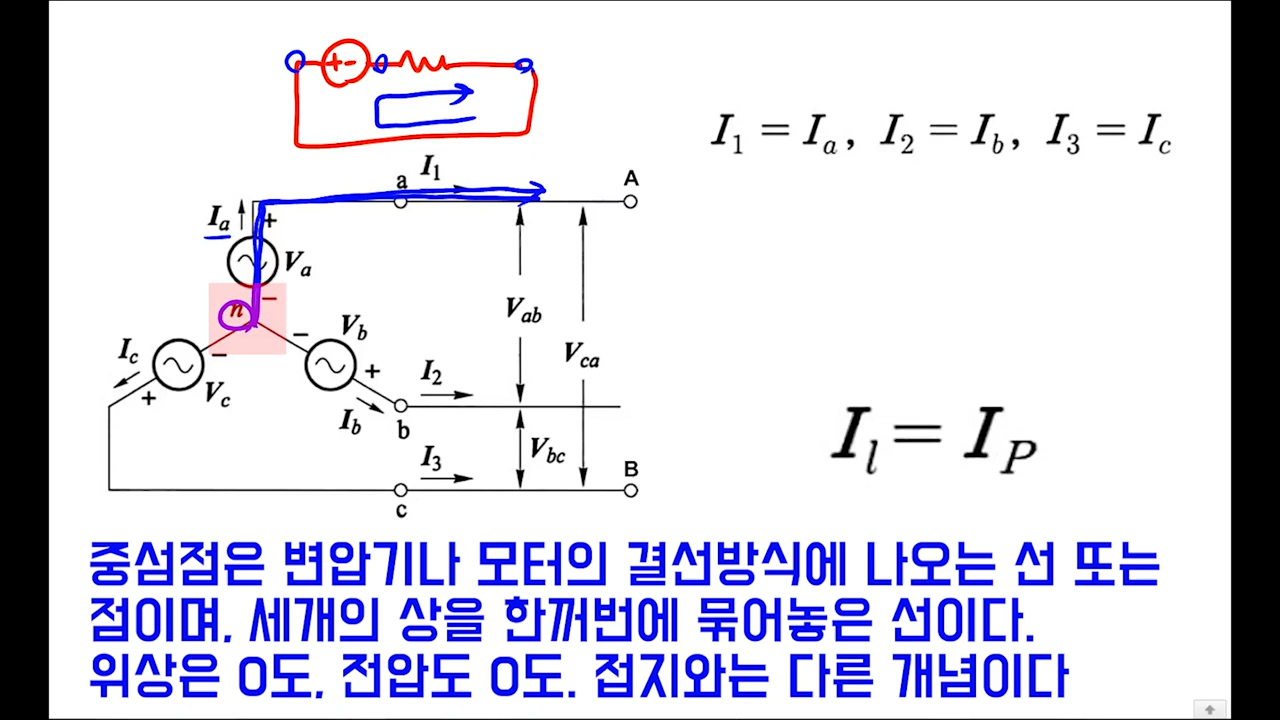 +-
I₁ = Iₐ, I₂ = I_b, I₃ = I_c
a
I₁
A
Iₐ
+
Vₐ
n
−
V_ab
V_ca
I_c
−
V_c
+
−
V_b
+
I_b
I₂
b
V_bc
I₃
B
c
I_l = I_P
중섬점은 변압기나 모터의 결선방식에 나오는 선 또는
점이며, 세개의 상을 한꺼번에 묶어놓은 선이다.
위상은 0도, 전압도 0도. 접지와는 다른 개념이다